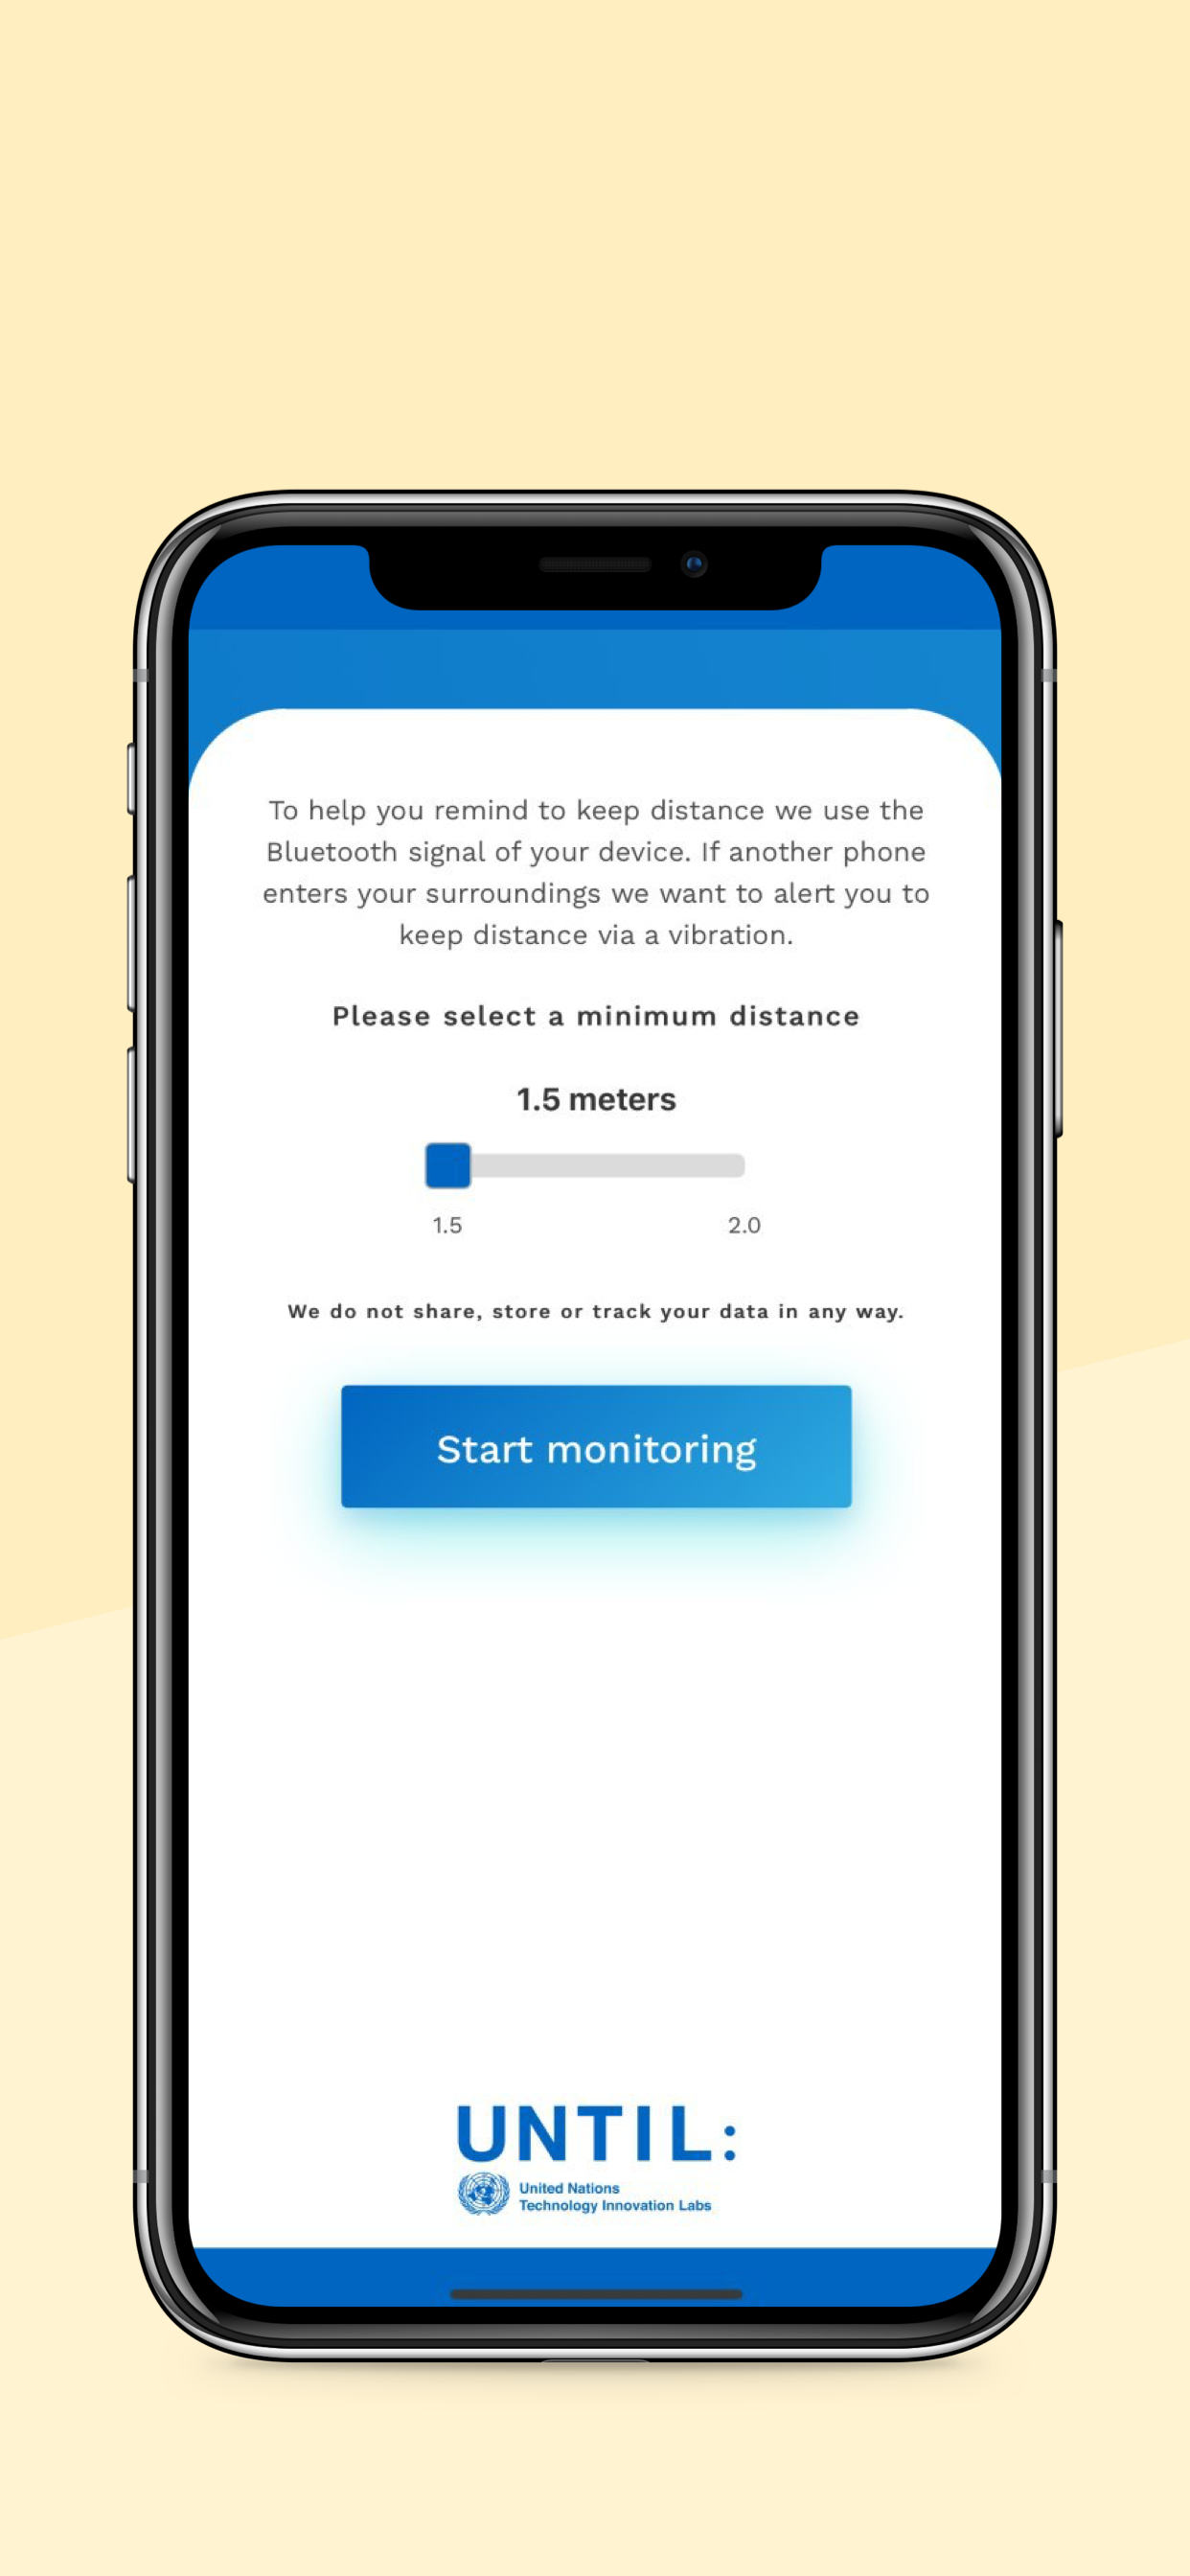 To help you remind to keep distance we use the
Bluetooth signal of your device. If another phone
enters your surroundings we want to alert you to
keep distance via a vibration.
Please select a minimum distance
1.5 meters
1.5 2.0
We do not share, store or track your data in any way.
Start monitoring
UNTIL:
United Nations
Technology Innovation Labs